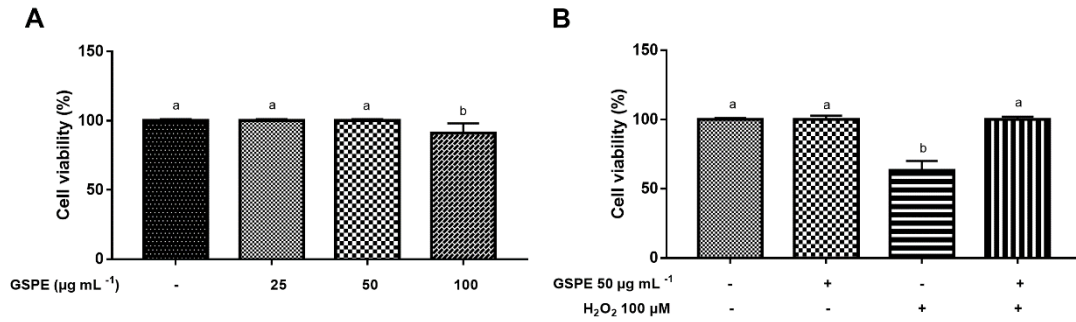 A
150
100
50
0
Cell viability (%)
a a a b
GSPE (µg mL -1) - 25 50 100
B
150
100
50
0
Cell viability (%)
a a b a
GSPE 50 µg mL -1 - + - +
H2O2 100 µM - - + +